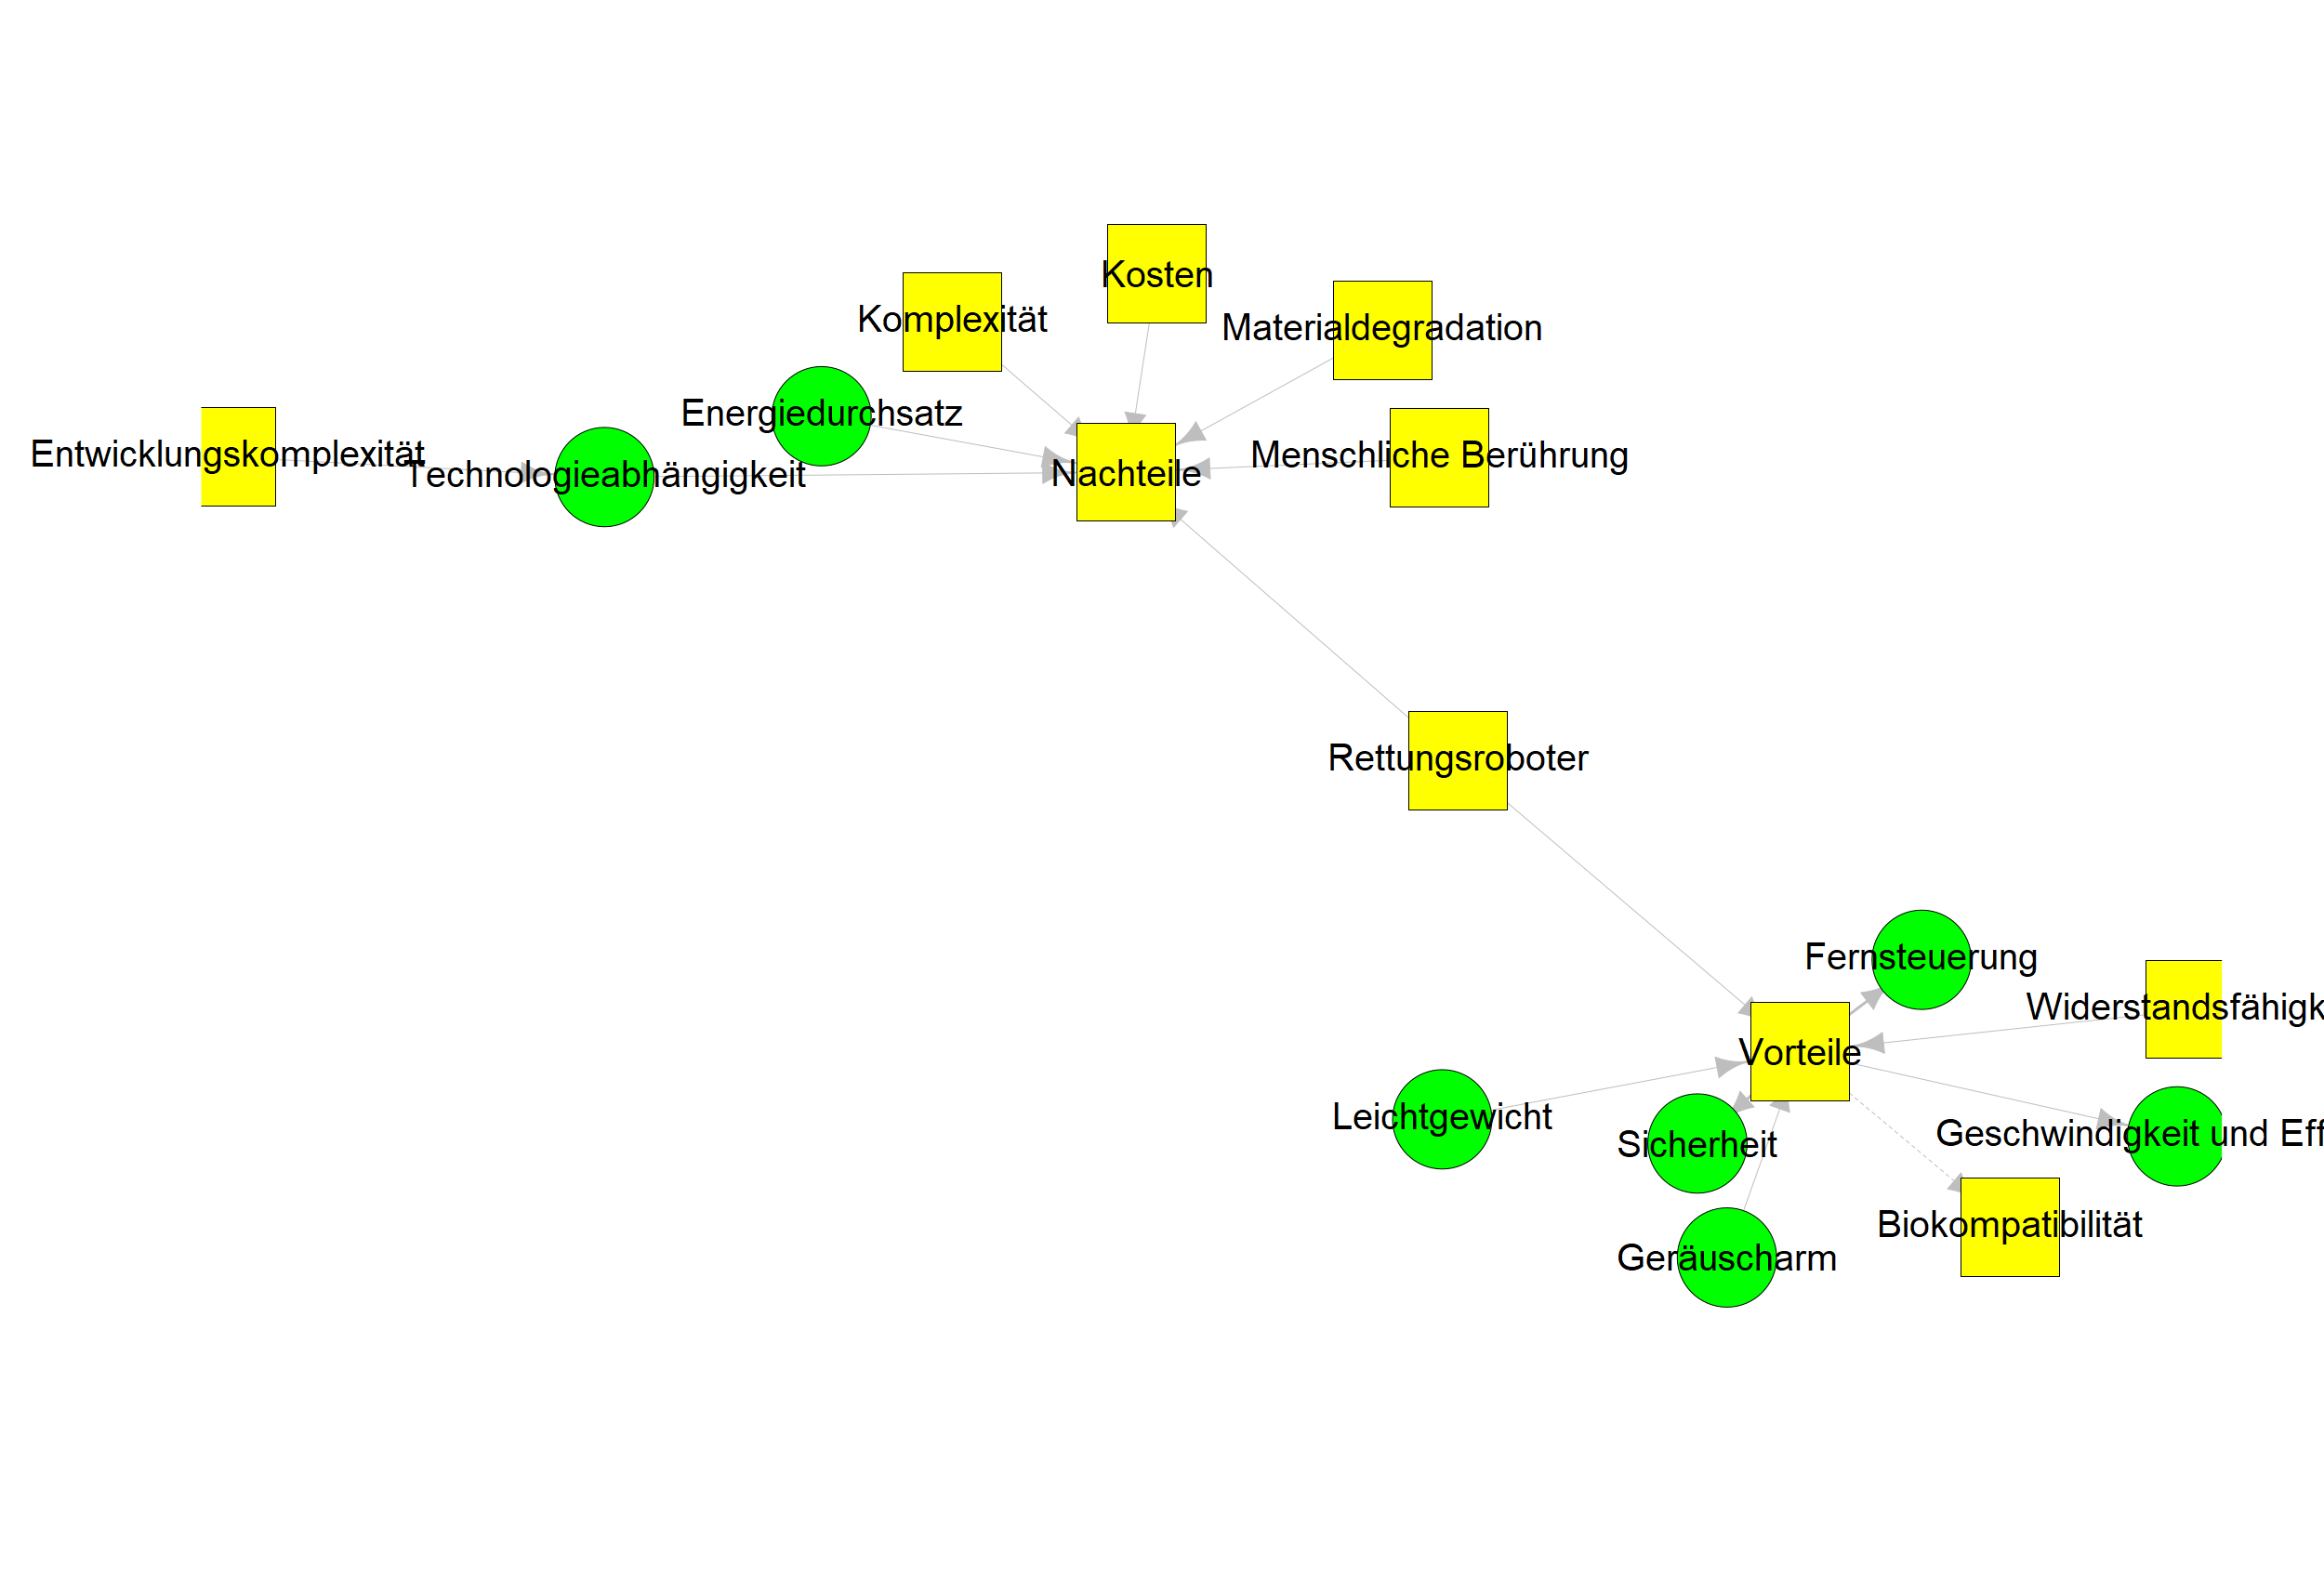 Kosten
Komplexität
Materialdegradation
Energiedurchsatz
Entwicklungskomplexität
Technologieabhängigkeit
Nachteile
Menschliche Berührung
Rettungsroboter
Fernsteuerung
Widerstandsfähigk
Vorteile
Leichtgewicht
Sicherheit
Geschwindigkeit und Eff
Biokompatibilität
Geräuscharm